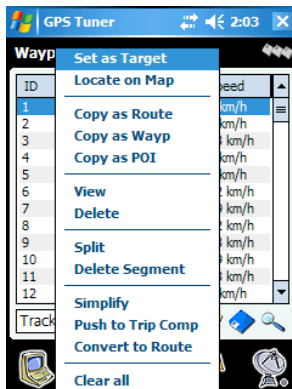 GPS Tuner 2:03
Wayp
Set as Target
Locate on Map
Copy as Route
Copy as Wayp
Copy as POI
View
Delete
Split
Delete Segment
Simplify
Push to Trip Comp
Convert to Route
Clear all
ID
1 km/h
2 km/h
3 km/h
4 km/h
5 km/h
6 km/h
7 km/h
8 km/h
9 km/h
10 km/h
11 km/h
12 km/h
Track